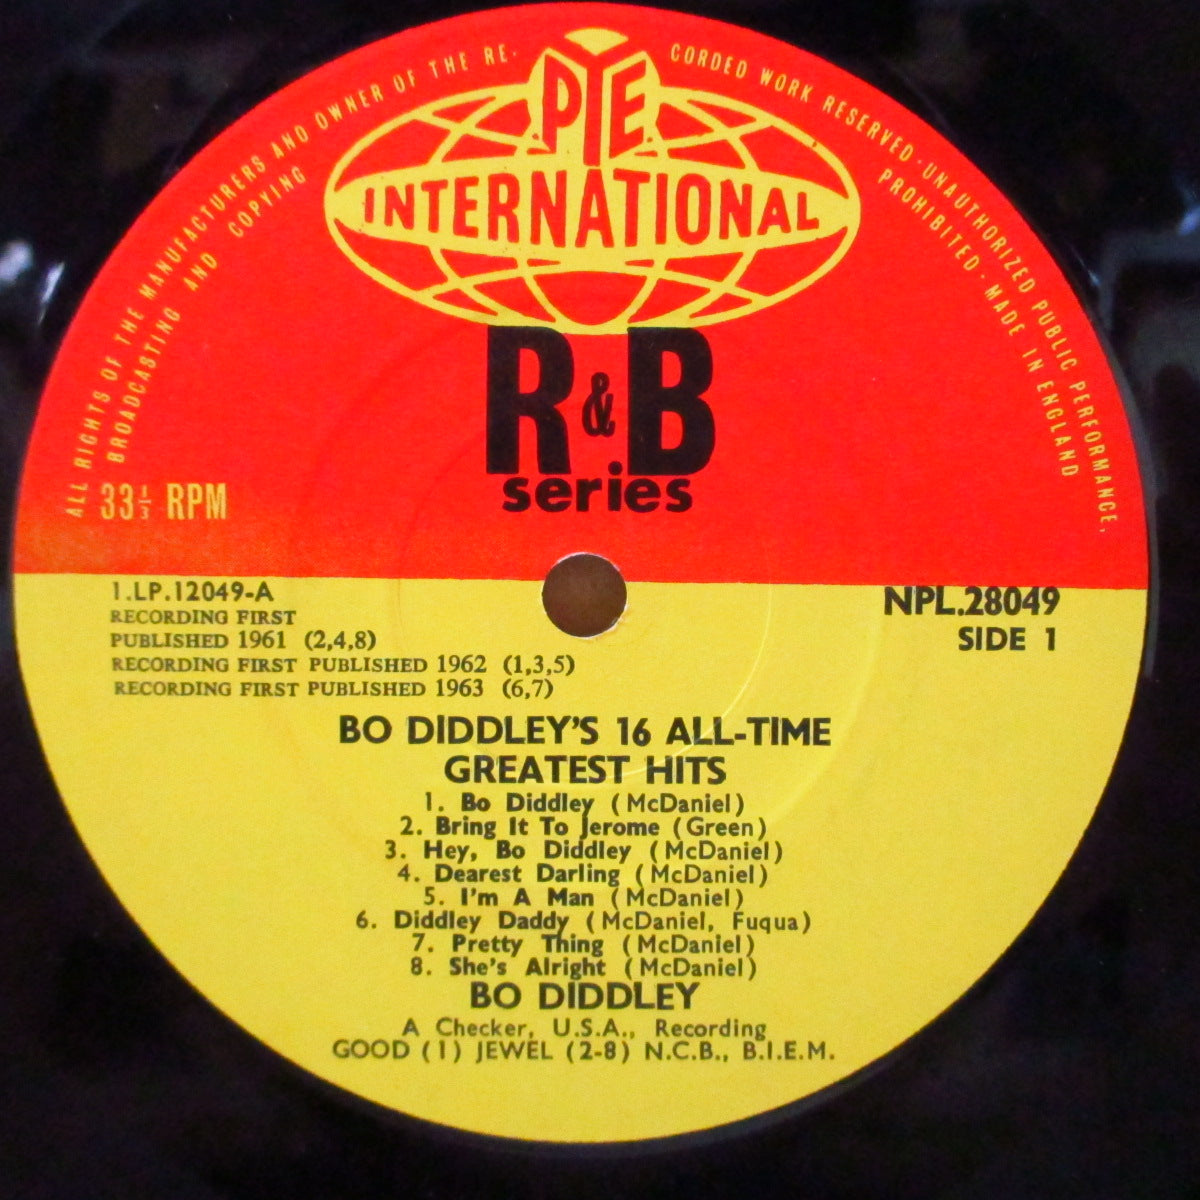 ALL RIGHTS OF THE MANUFACTURERS AND OWNER OF THE RE-CORDED WORK RESERVED·UNAUTHORIZED PUBLIC PERFORMANCE,
BROADCASTING AND COPYING PROHIBITED·MADE IN ENGLAND
PYE
INTERNATIONAL
R&B
series
33⅓ RPM
1.LP.12049-A
RECORDING FIRST
PUBLISHED 1961 (2,4,8)
RECORDING FIRST PUBLISHED 1962 (1,3,5)
RECORDING FIRST PUBLISHED 1963 (6,7)
NPL.28049
SIDE 1
BO DIDDLEY'S 16 ALL-TIME
GREATEST HITS
1. Bo Diddley (McDaniel)
2. Bring It To Jerome (Green)
3. Hey, Bo Diddley (McDaniel)
4. Dearest Darling (McDaniel)
5. I'm A Man (McDaniel)
6. Diddley Daddy (McDaniel, Fuqua)
7. Pretty Thing (McDaniel)
8. She's Alright (McDaniel)
BO DIDDLEY
A Checker, U.S.A., Recording
GOOD (1) JEWEL (2-8) N.C.B., B.I.E.M.